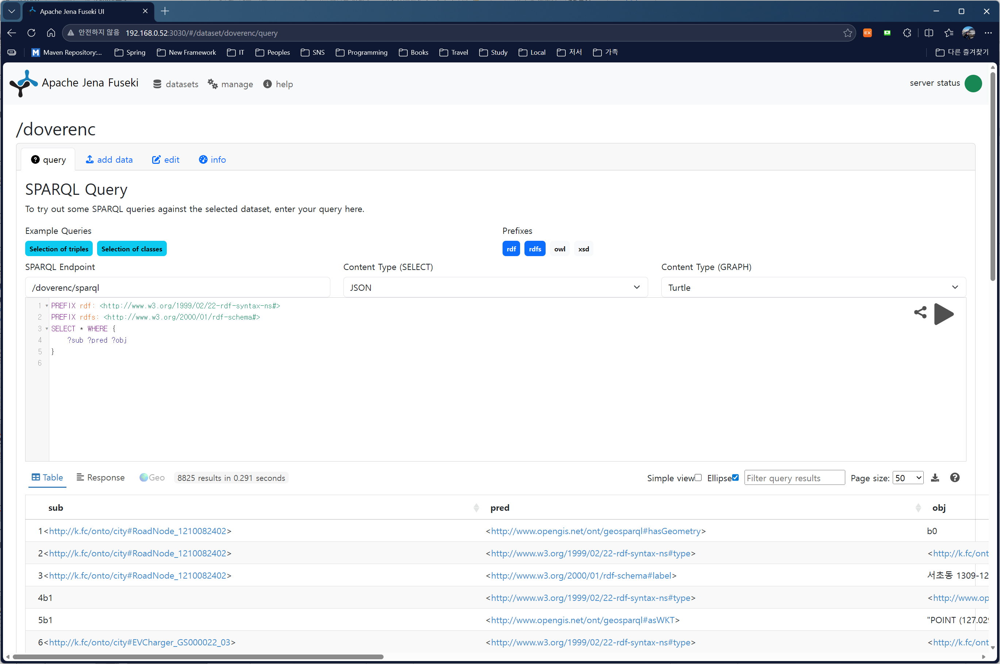 Apache Jena Fuseki UI
안전하지 않음 192.168.0.52:3030/#/dataset/doverenc/query
EX
N
M Maven Repository:... Spring New Framework IT Peoples SNS Programming Books Travel Study Local 저서 가족 다른 즐겨찾기
Apache Jena Fuseki datasets manage help server status
/doverenc
query add data edit info
SPARQL Query
To try out some SPARQL queries against the selected dataset, enter your query here.
Example Queries Prefixes
Selection of triples Selection of classes rdf rdfs owl xsd
SPARQL Endpoint Content Type (SELECT) Content Type (GRAPH)
/doverenc/sparql JSON Turtle
1 PREFIX rdf: <http://www.w3.org/1999/02/22-rdf-syntax-ns#>
2 PREFIX rdfs: <http://www.w3.org/2000/01/rdf-schema#>
3 SELECT * WHERE {
4 ?sub ?pred ?obj
5 }
6
Table Response Geo 8825 results in 0.291 seconds Simple view Ellipse Filter query results Page size: 50
sub pred obj
1 <http://k.fc/onto/city#RoadNode_1210082402> <http://www.opengis.net/ont/geosparql#hasGeometry> b0
2 <http://k.fc/onto/city#RoadNode_1210082402> <http://www.w3.org/1999/02/22-rdf-syntax-ns#type> <http://k.fc/ont
3 <http://k.fc/onto/city#RoadNode_1210082402> <http://www.w3.org/2000/01/rdf-schema#label> 서초동 1309-12
4 b1 <http://www.w3.org/1999/02/22-rdf-syntax-ns#type> <http://www.op
5 b1 <http://www.opengis.net/ont/geosparql#asWKT> "POINT (127.029
6 <http://k.fc/onto/city#EVCharger_GS000022_03> <http://www.w3.org/1999/02/22-rdf-syntax-ns#type> <http://k.fc/ont